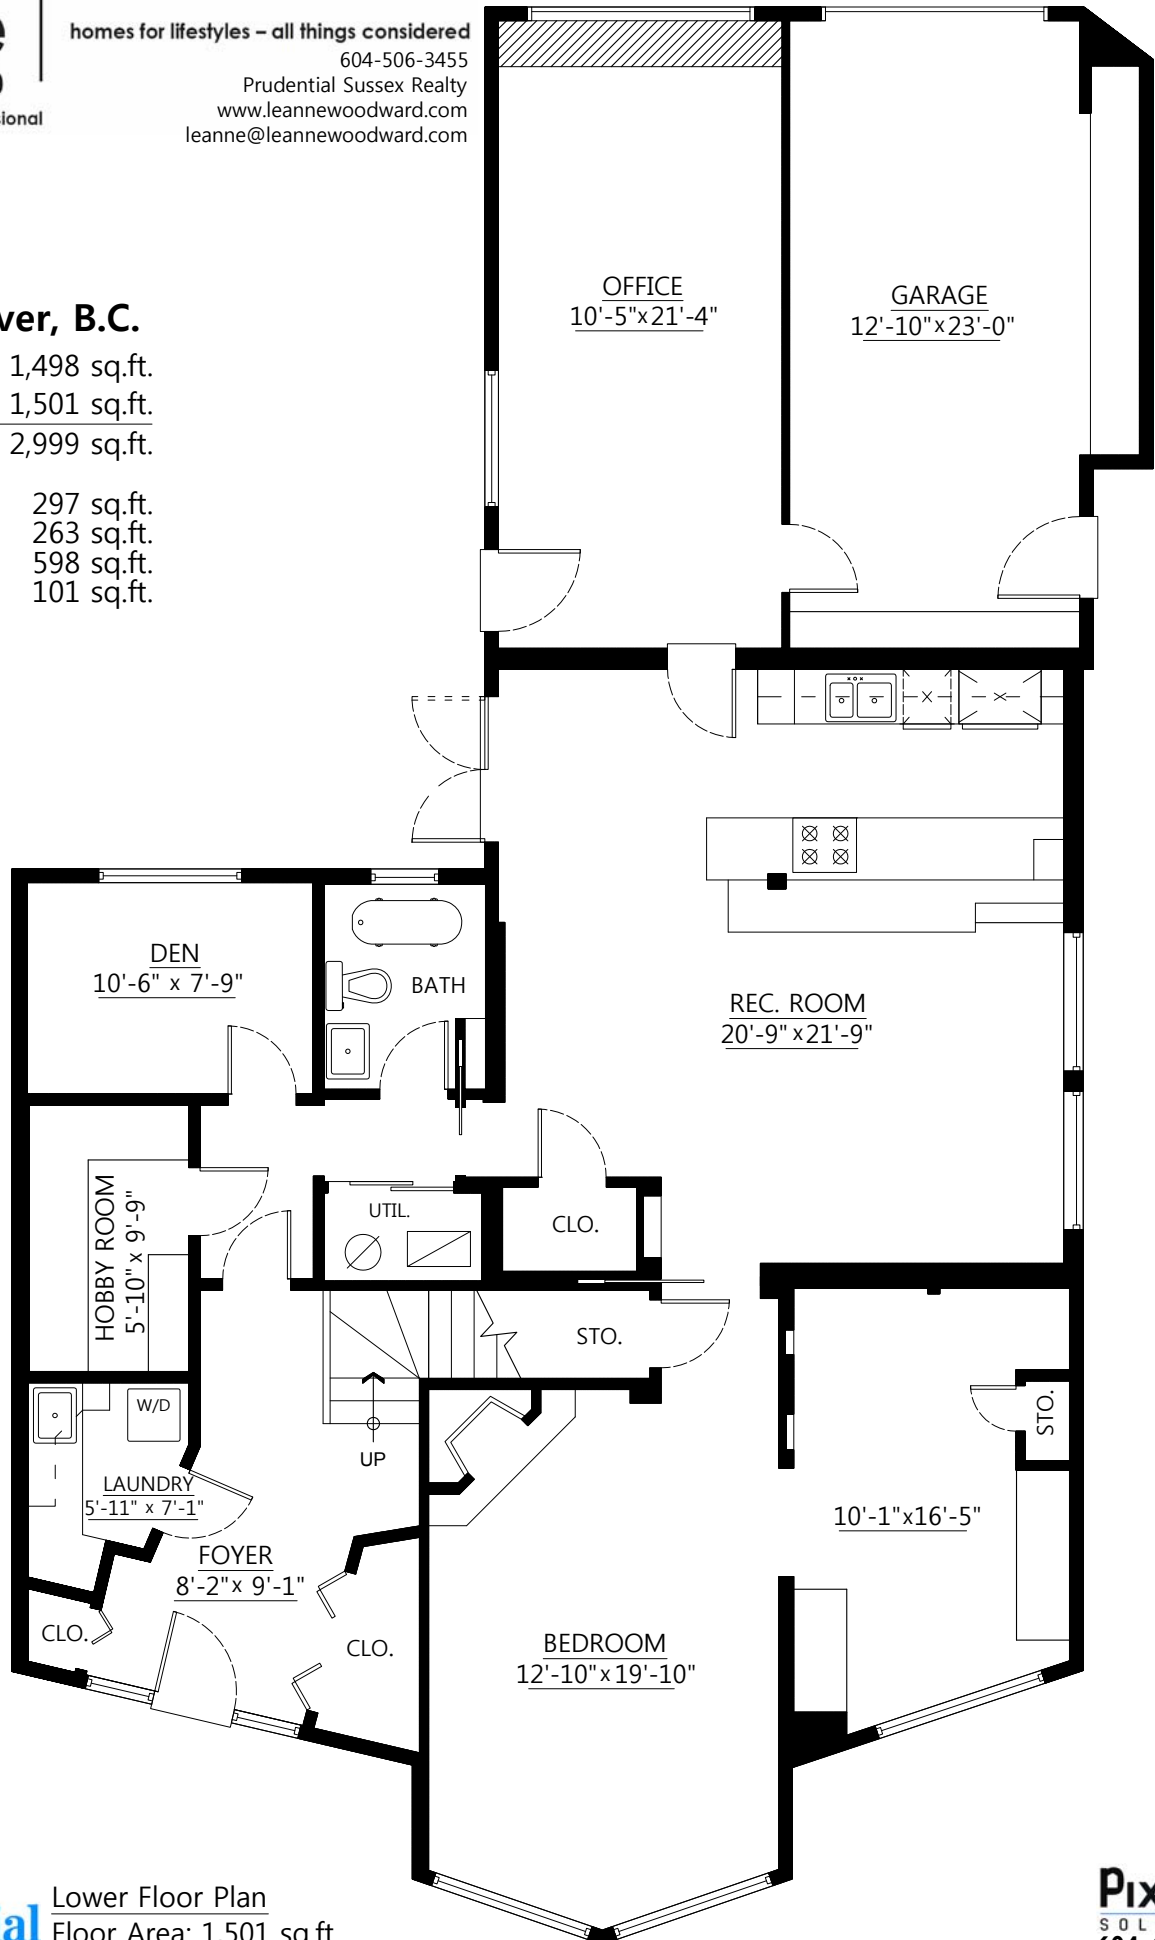 homes for lifestyles – all things considered
604-506-3455
Prudential Sussex Realty
www.leannewoodward.com
leanne@leannewoodward.com
B.C.
1,498 sq.ft.
1,501 sq.ft.
2,999 sq.ft.
297 sq.ft.
263 sq.ft.
598 sq.ft.
101 sq.ft.
OFFICE
10'-5"x21'-4"
GARAGE
12'-10"x23'-0"
DEN
10'-6" x 7'-9"
BATH
REC. ROOM
20'-9"x21'-9"
HOBBY ROOM
5'-10" x 9'-9"
UTIL.
CLO.
STO.
W/D
UP
STO.
LAUNDRY
5'-11" x 7'-1"
10'-1"x16'-5"
FOYER
8'-2"x 9'-1"
CLO.
CLO.
BEDROOM
12'-10"x19'-10"
Lower Floor Plan
Floor Area: 1,501 sq.ft